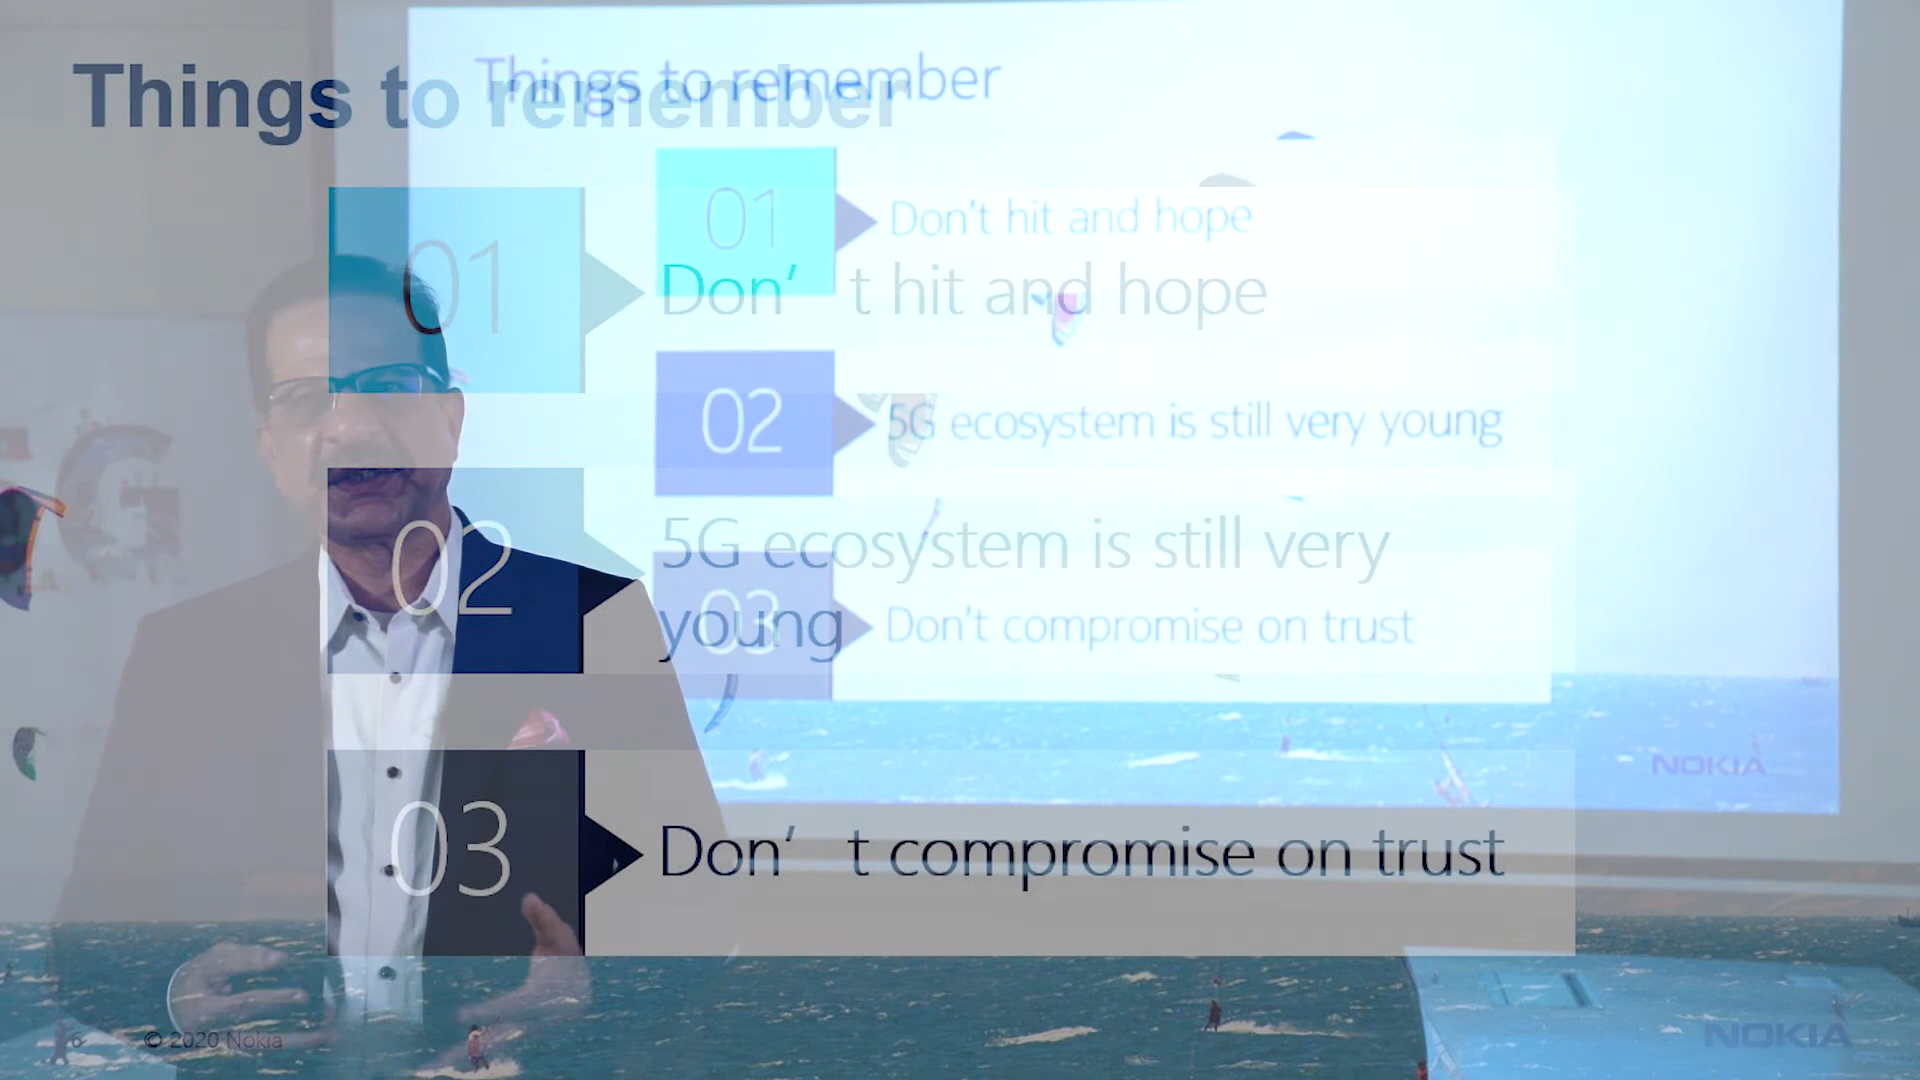 Things to remember
Things to remember
01
Don't hit and hope
01
Don’ t hit and hope
02
5G ecosystem is still very young
02
5G ecosystem is still very
young
03
Don't compromise on trust
NOKIA
03
Don’ t compromise on trust
5G
© 2020 Nokia
NOKIA